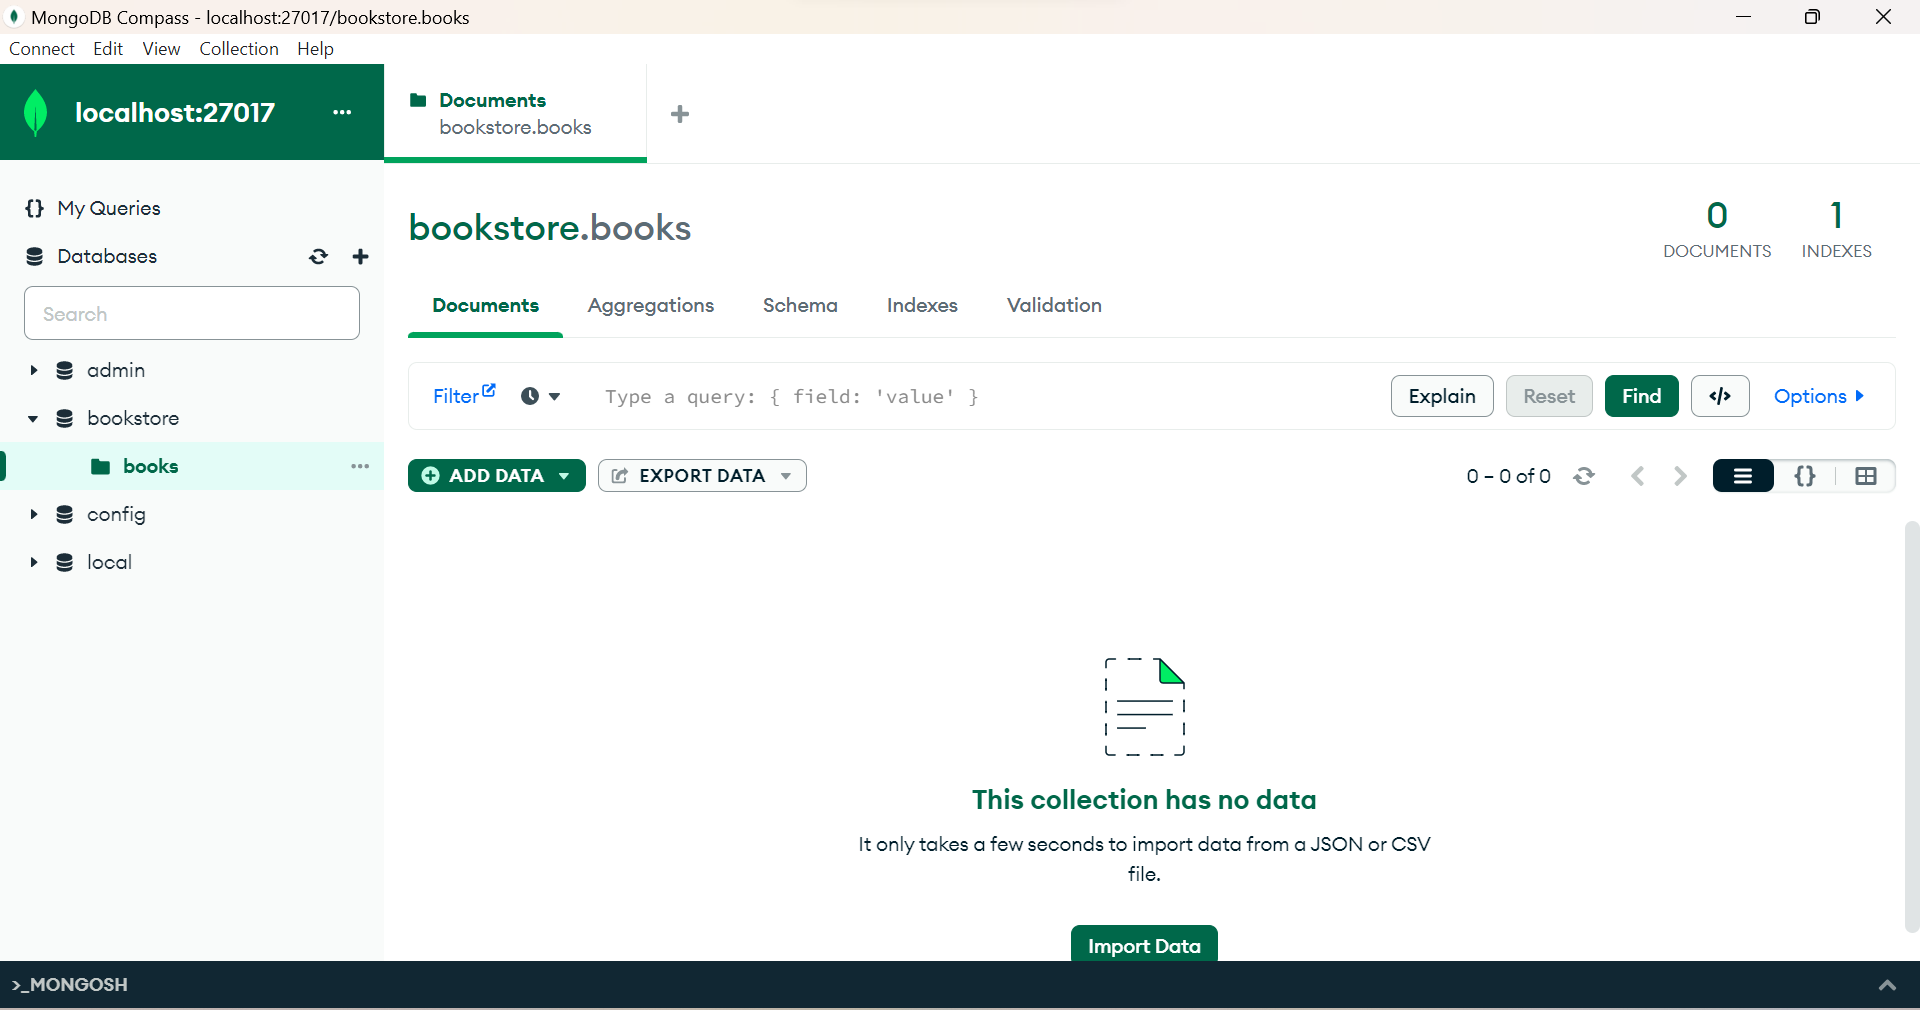 MongoDB Compass - localhost:27017/bookstore.books
Connect Edit View Collection Help
localhost:27017
Documents
bookstore.books
My Queries
Databases
Search
admin
bookstore
books
config
local
bookstore.books
0
DOCUMENTS
1
INDEXES
Documents Aggregations Schema Indexes Validation
Filter Type a query: { field: 'value' } Explain Reset Find </> Options
ADD DATA EXPORT DATA 0 – 0 of 0 {}
This collection has no data
It only takes a few seconds to import data from a JSON or CSV
file.
Import Data
>_MONGOSH